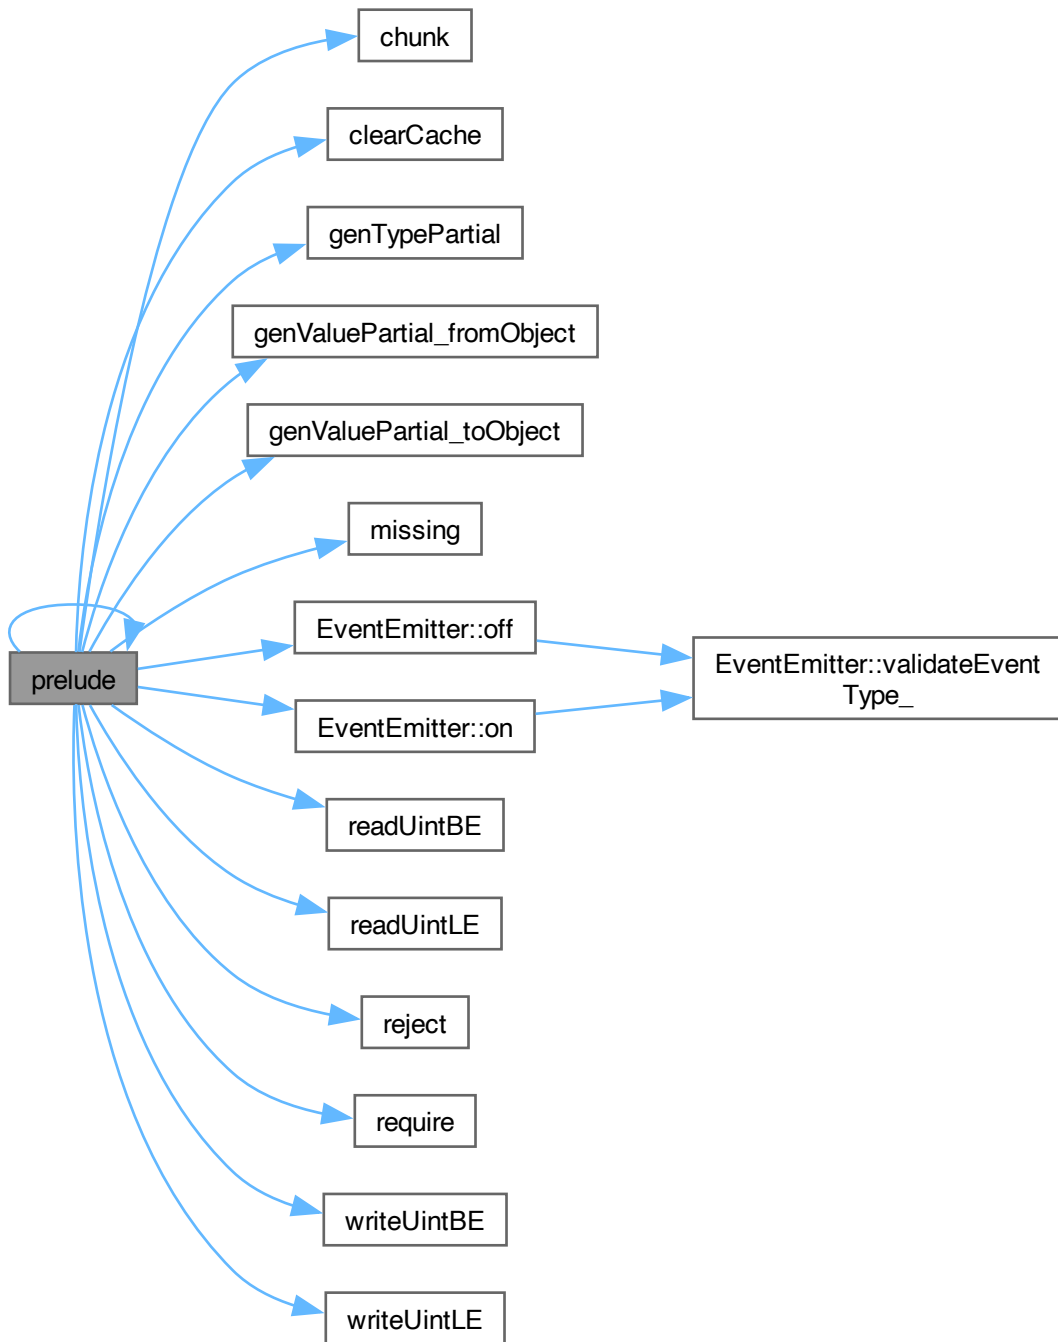 chunk
clearCache
genTypePartial
genValuePartial_fromObject
genValuePartial_toObject
missing
EventEmitter::off
EventEmitter::validateEvent
Type_
prelude
EventEmitter::on
readUintBE
readUintLE
reject
require
writeUintBE
writeUintLE